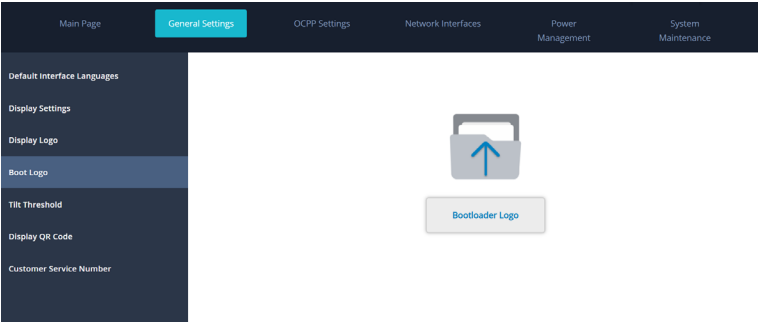 Main Page
General Settings
OCPP Settings
Network Interfaces
Power
Management
System
Maintenance
Default Interface Languages
Display Settings
Display Logo
Boot Logo
Tilt Threshold
Display QR Code
Customer Service Number
Bootloader Logo